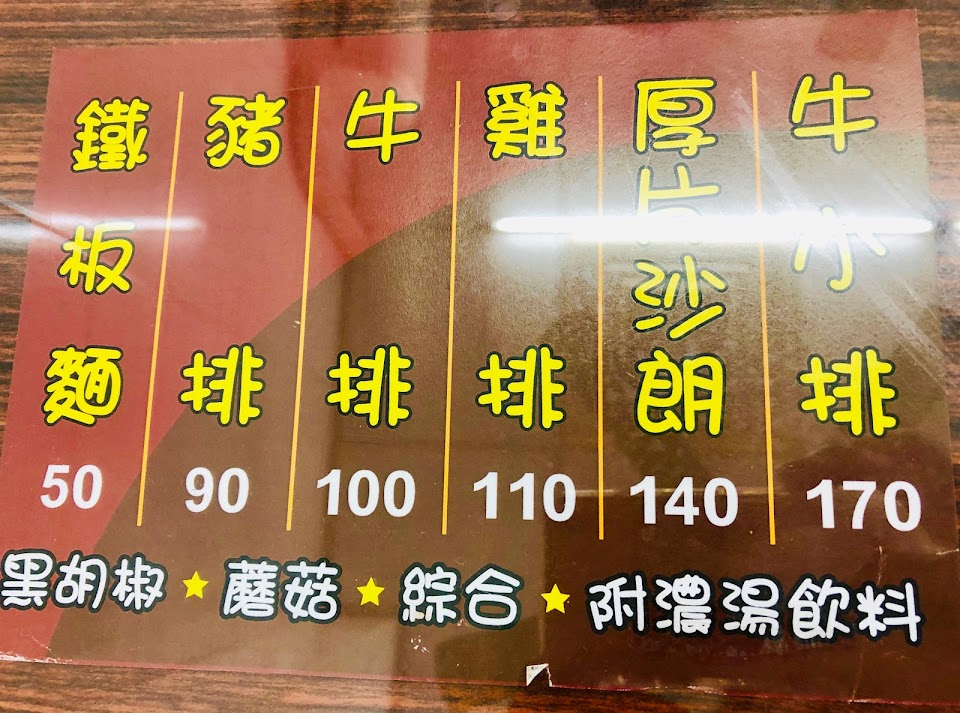 鐵板麵
50
豬排
90
牛排
100
雞排
110
厚片沙朗
140
牛小排
170
黑胡椒★蘑菇★綜合★附濃湯飲料